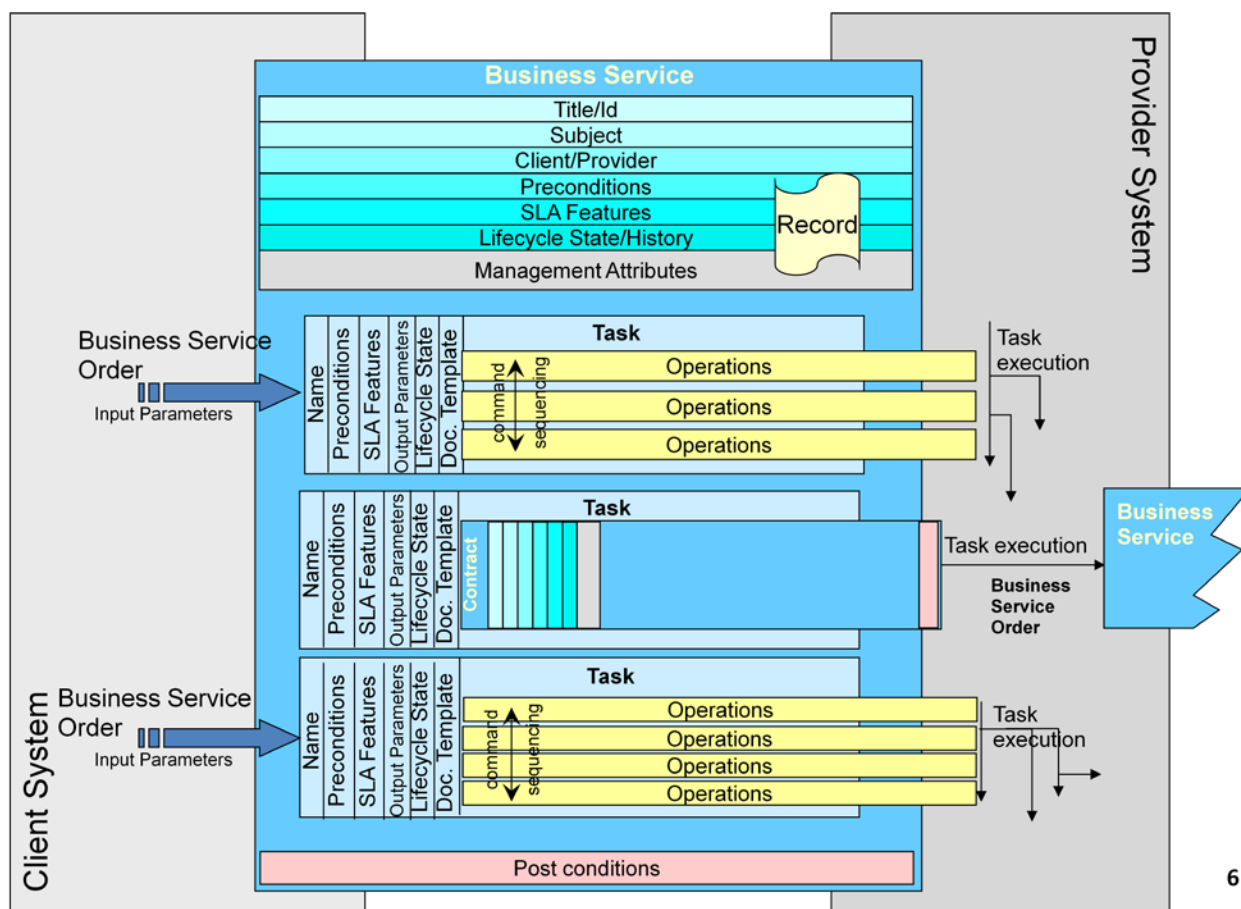 Business Service
Title/Id
Subject
Client/Provider
Preconditions
SLA Features
Lifecycle State/History
Management Attributes
Record
Client System
Provider System
Business Service
Order
Input Parameters
Name
Preconditions
SLA Features
Output Parameters
Lifecycle State
Doc. Template
Task
Operations
Operations
Operations
command
sequencing
Task
execution
Name
Preconditions
SLA Features
Output Parameters
Lifecycle State
Doc. Template
Task
Contract
Task execution
Business
Service
Order
Business
Service
Business Service
Order
Input Parameters
Name
Preconditions
SLA Features
Output Parameters
Lifecycle State
Doc. Template
Task
Operations
Operations
Operations
Operations
command
sequencing
Task
execution
Post conditions
6